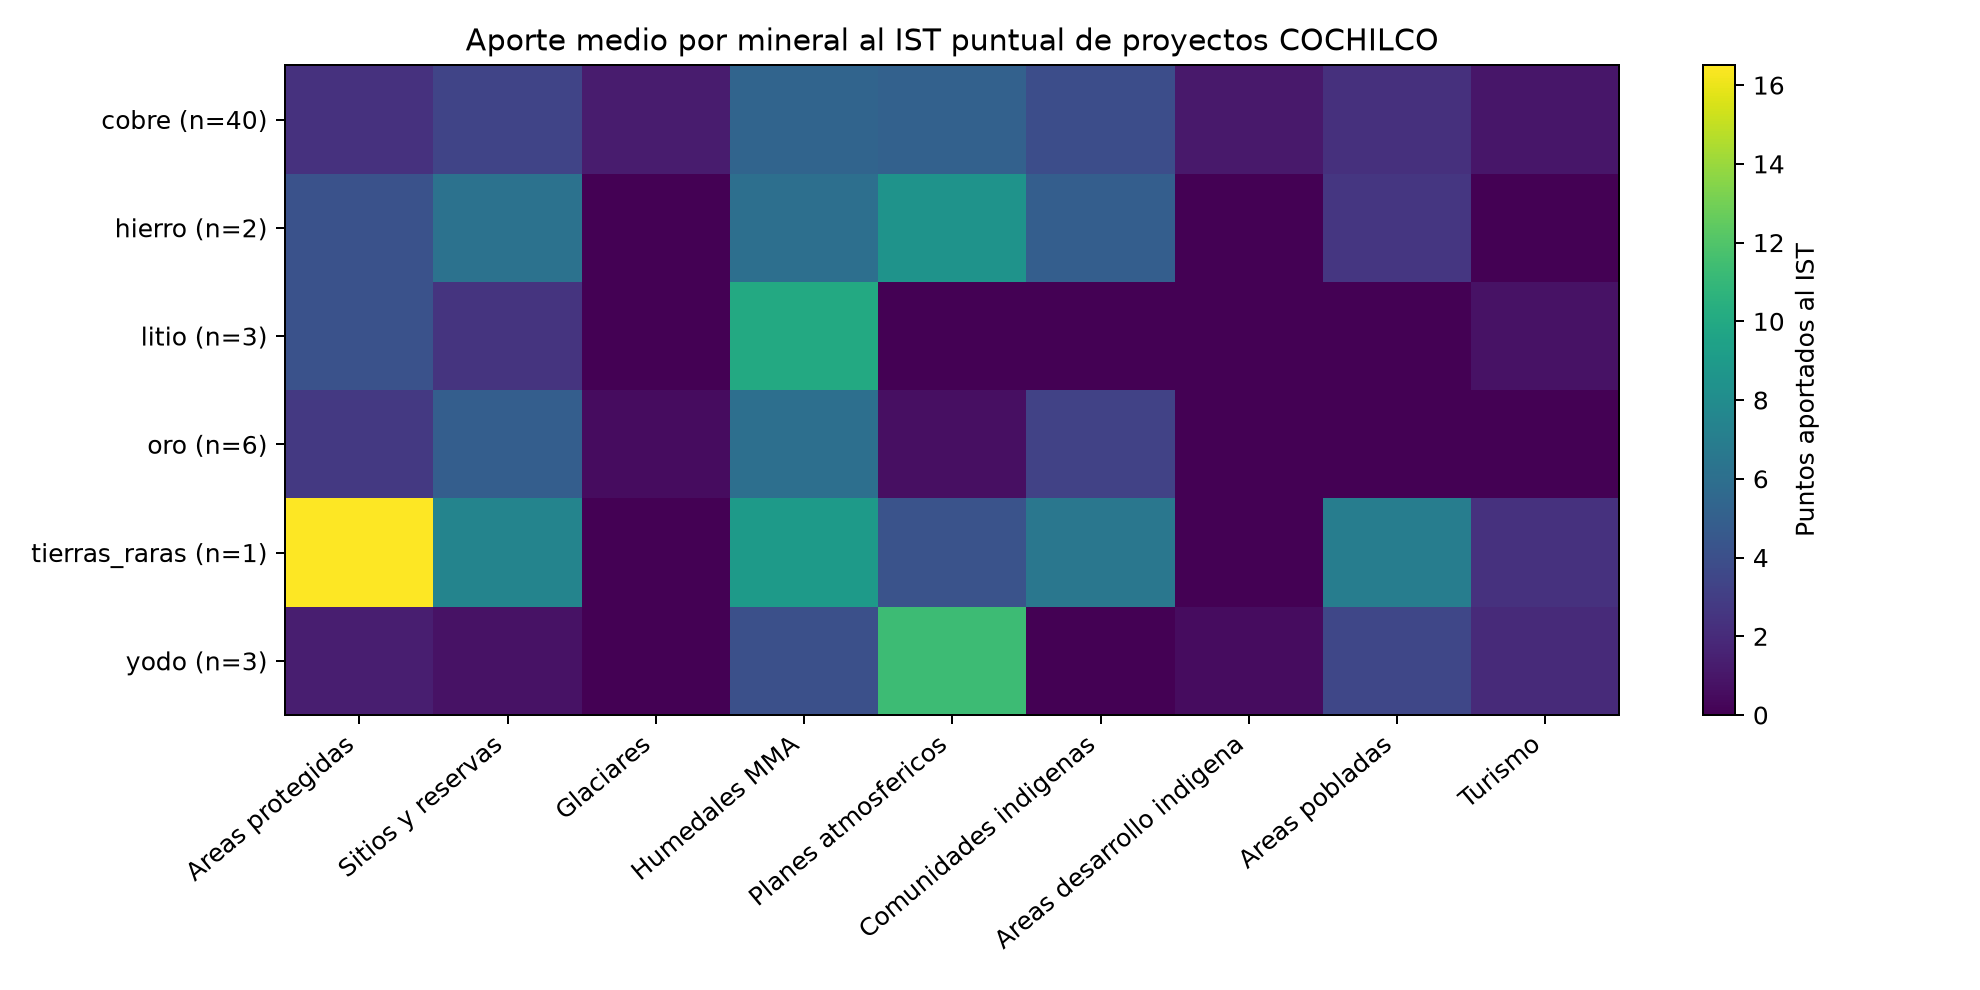 Aporte medio por mineral al IST puntual de proyectos COCHILCO
cobre (n=40)
hierro (n=2)
litio (n=3)
oro (n=6)
tierras_raras (n=1)
yodo (n=3)
Areas protegidas
Sitios y reservas
Glaciares
Humedales MMA
Planes atmosfericos
Comunidades indigenas
Areas desarrollo indigena
Areas pobladas
Turismo
16
14
12
10
8
6
4
2
0
Puntos aportados al IST